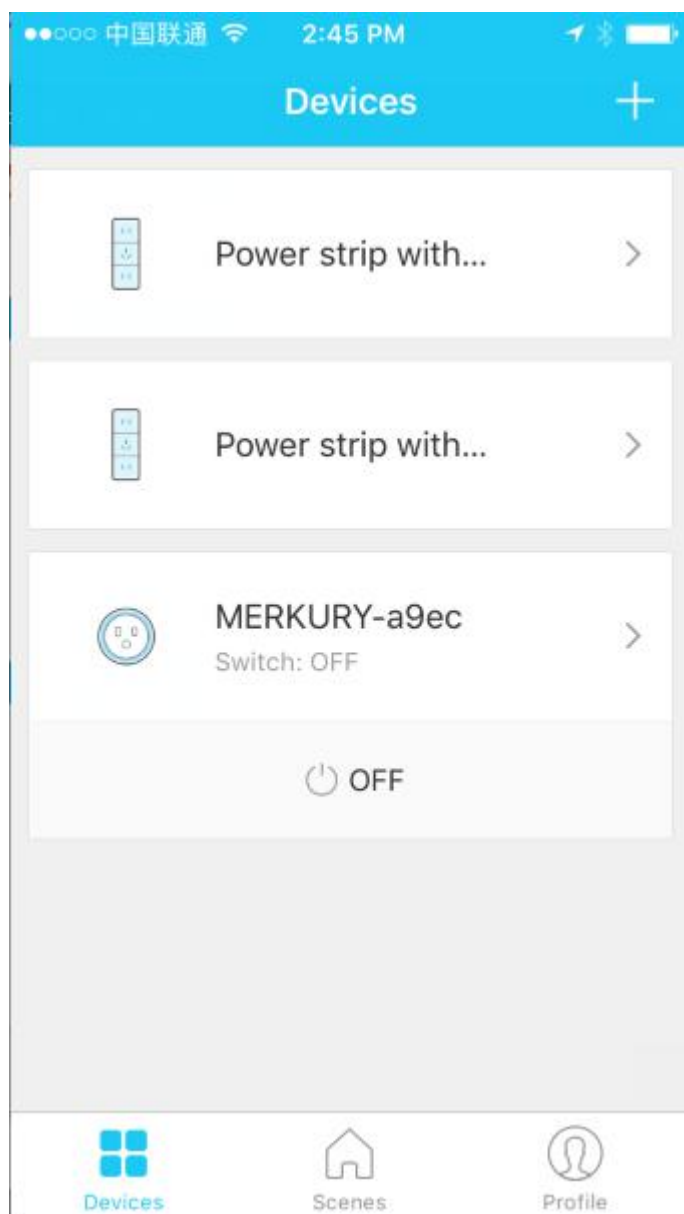 中国联通 2:45 PM
Devices
Power strip with...
Power strip with...
MERKURY-a9ec
Switch: OFF
OFF
Devices Scenes Profile